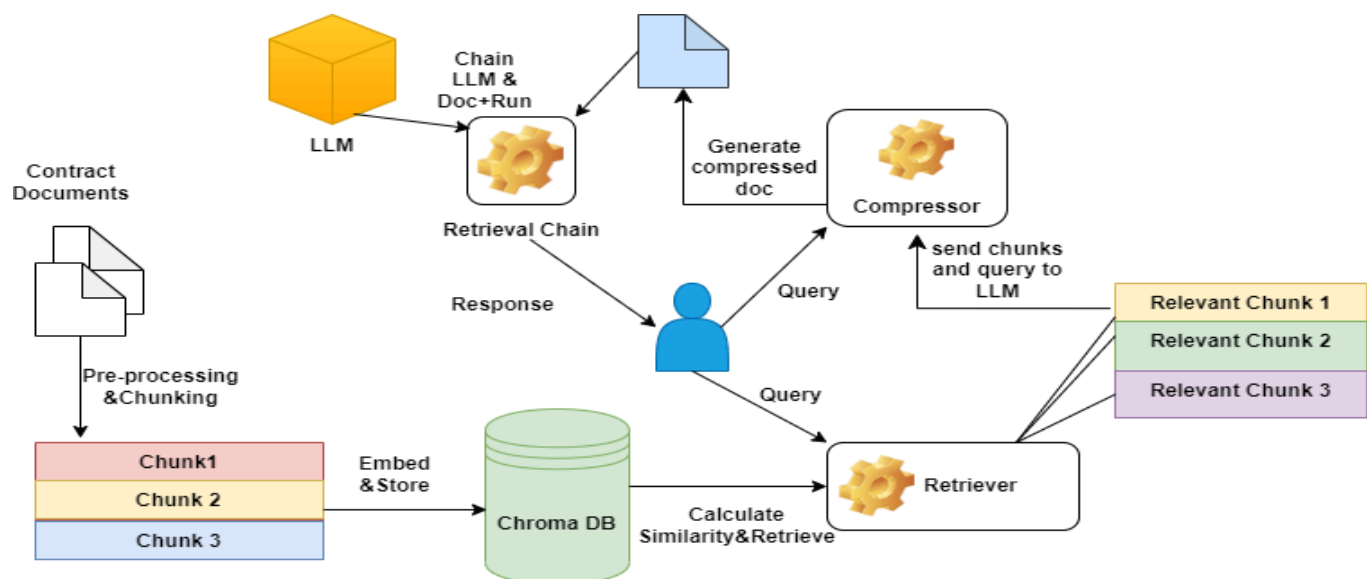 Chain
LLM &
Doc+Run
LLM
Retrieval Chain
Generate
compressed
doc
Compressor
Contract
Documents
send chunks
and query to
LLM
Response
Query
Relevant Chunk 1
Relevant Chunk 2
Relevant Chunk 3
Pre-processing
&Chunking
Query
Chunk1
Chunk 2
Chunk 3
Embed
&Store
Chroma DB
Calculate
Similarity&Retrieve
Retriever